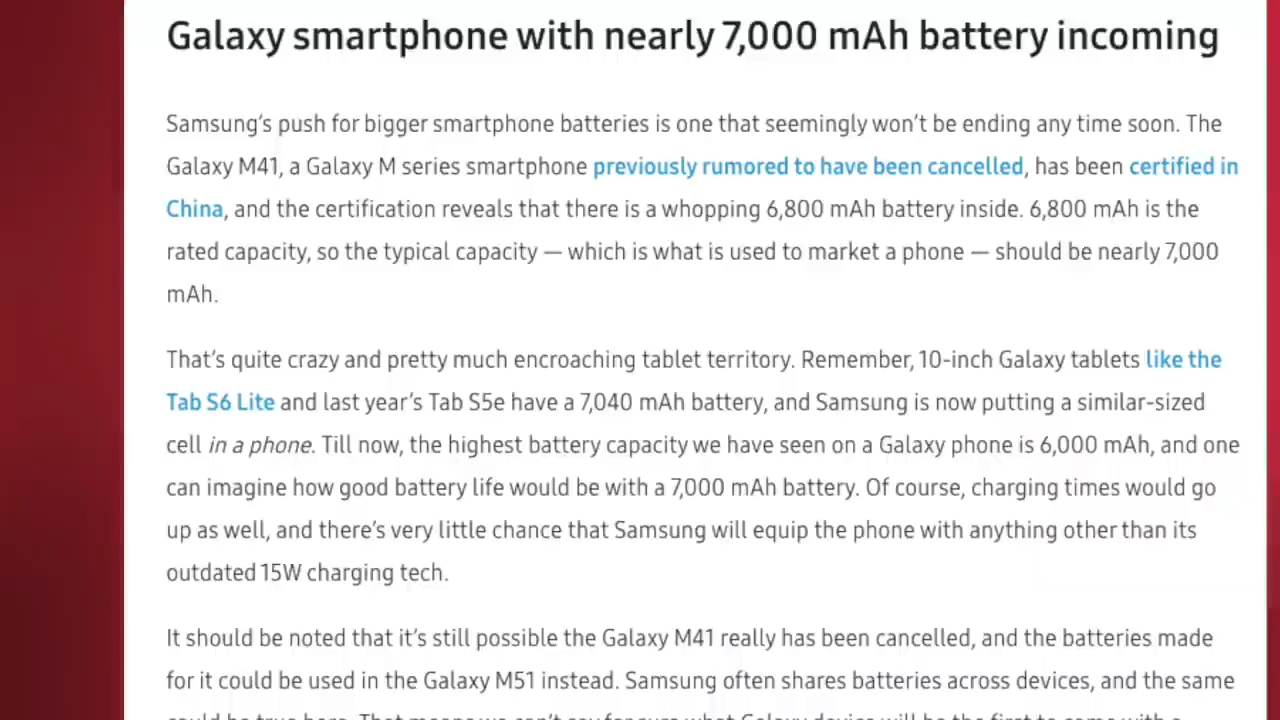 Galaxy smartphone with nearly 7,000 mAh battery incoming
Samsung's push for bigger smartphone batteries is one that seemingly won't be ending any time soon. The
Galaxy M41, a Galaxy M series smartphone previously rumored to have been cancelled, has been certified in
China, and the certification reveals that there is a whopping 6,800 mAh battery inside. 6,800 mAh is the
rated capacity, so the typical capacity — which is what is used to market a phone — should be nearly 7,000
mAh.
That's quite crazy and pretty much encroaching tablet territory. Remember, 10-inch Galaxy tablets like the
Tab S6 Lite and last year's Tab S5e have a 7,040 mAh battery, and Samsung is now putting a similar-sized
cell in a phone. Till now, the highest battery capacity we have seen on a Galaxy phone is 6,000 mAh, and one
can imagine how good battery life would be with a 7,000 mAh battery. Of course, charging times would go
up as well, and there's very little chance that Samsung will equip the phone with anything other than its
outdated 15W charging tech.
It should be noted that it's still possible the Galaxy M41 really has been cancelled, and the batteries made
for it could be used in the Galaxy M51 instead. Samsung often shares batteries across devices, and the same